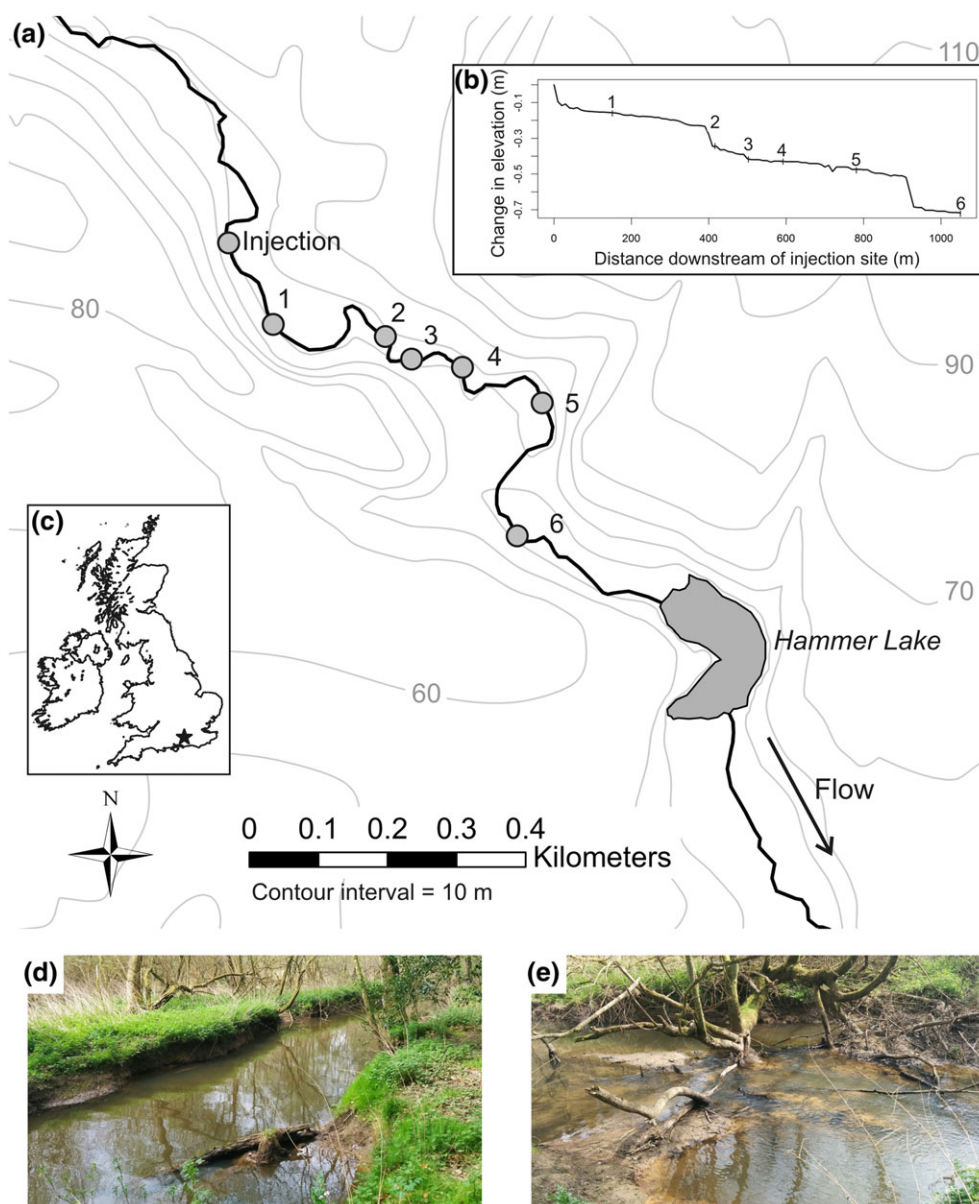 (a)
110
(b)
Change in elevation (m)
-0.1
-0.3
-0.5
-0.7
1
2
3
4
5
6
0
200
400
600
800
1000
Distance downstream of injection site (m)
Injection
80
1
2
3
4
5
6
90
70
60
Hammer Lake
(c)
Flow
N
0 0.1 0.2 0.3 0.4
Kilometers
Contour interval = 10 m
(d)
(e)